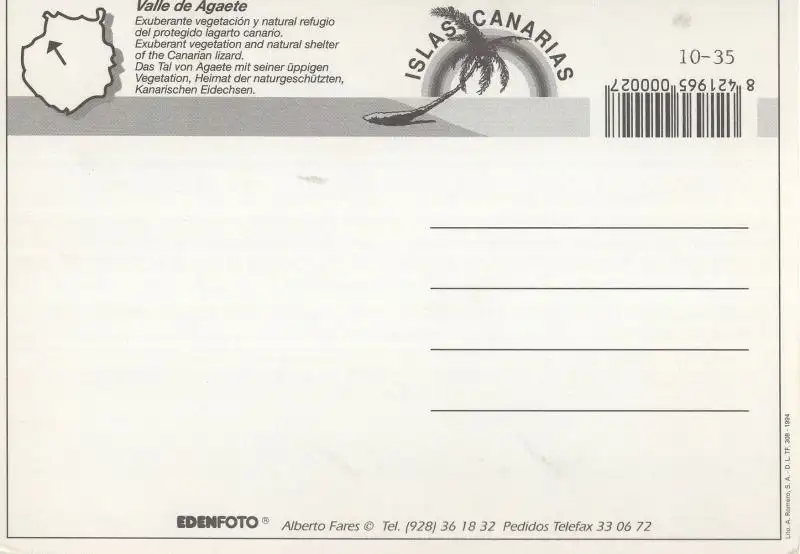 Valle de Agaete
Exuberante vegetación y natural refugio
del protegido lagarto canario.
Exuberant vegetation and natural shelter
of the Canarian lizard.
Das Tal von Agaete mit seiner üppigen
Vegetation, Heimat der naturgeschützten,
Kanarischen Eidechsen.
ISLAS CANARIAS
10-35
8 421965 000027
EDENFOTO® Alberto Fares © Tel. (928) 36 18 32 Pedidos Telefax 33 06 72
Lito. A. Romero, S. A. - D. L. TF. 308 - 1994